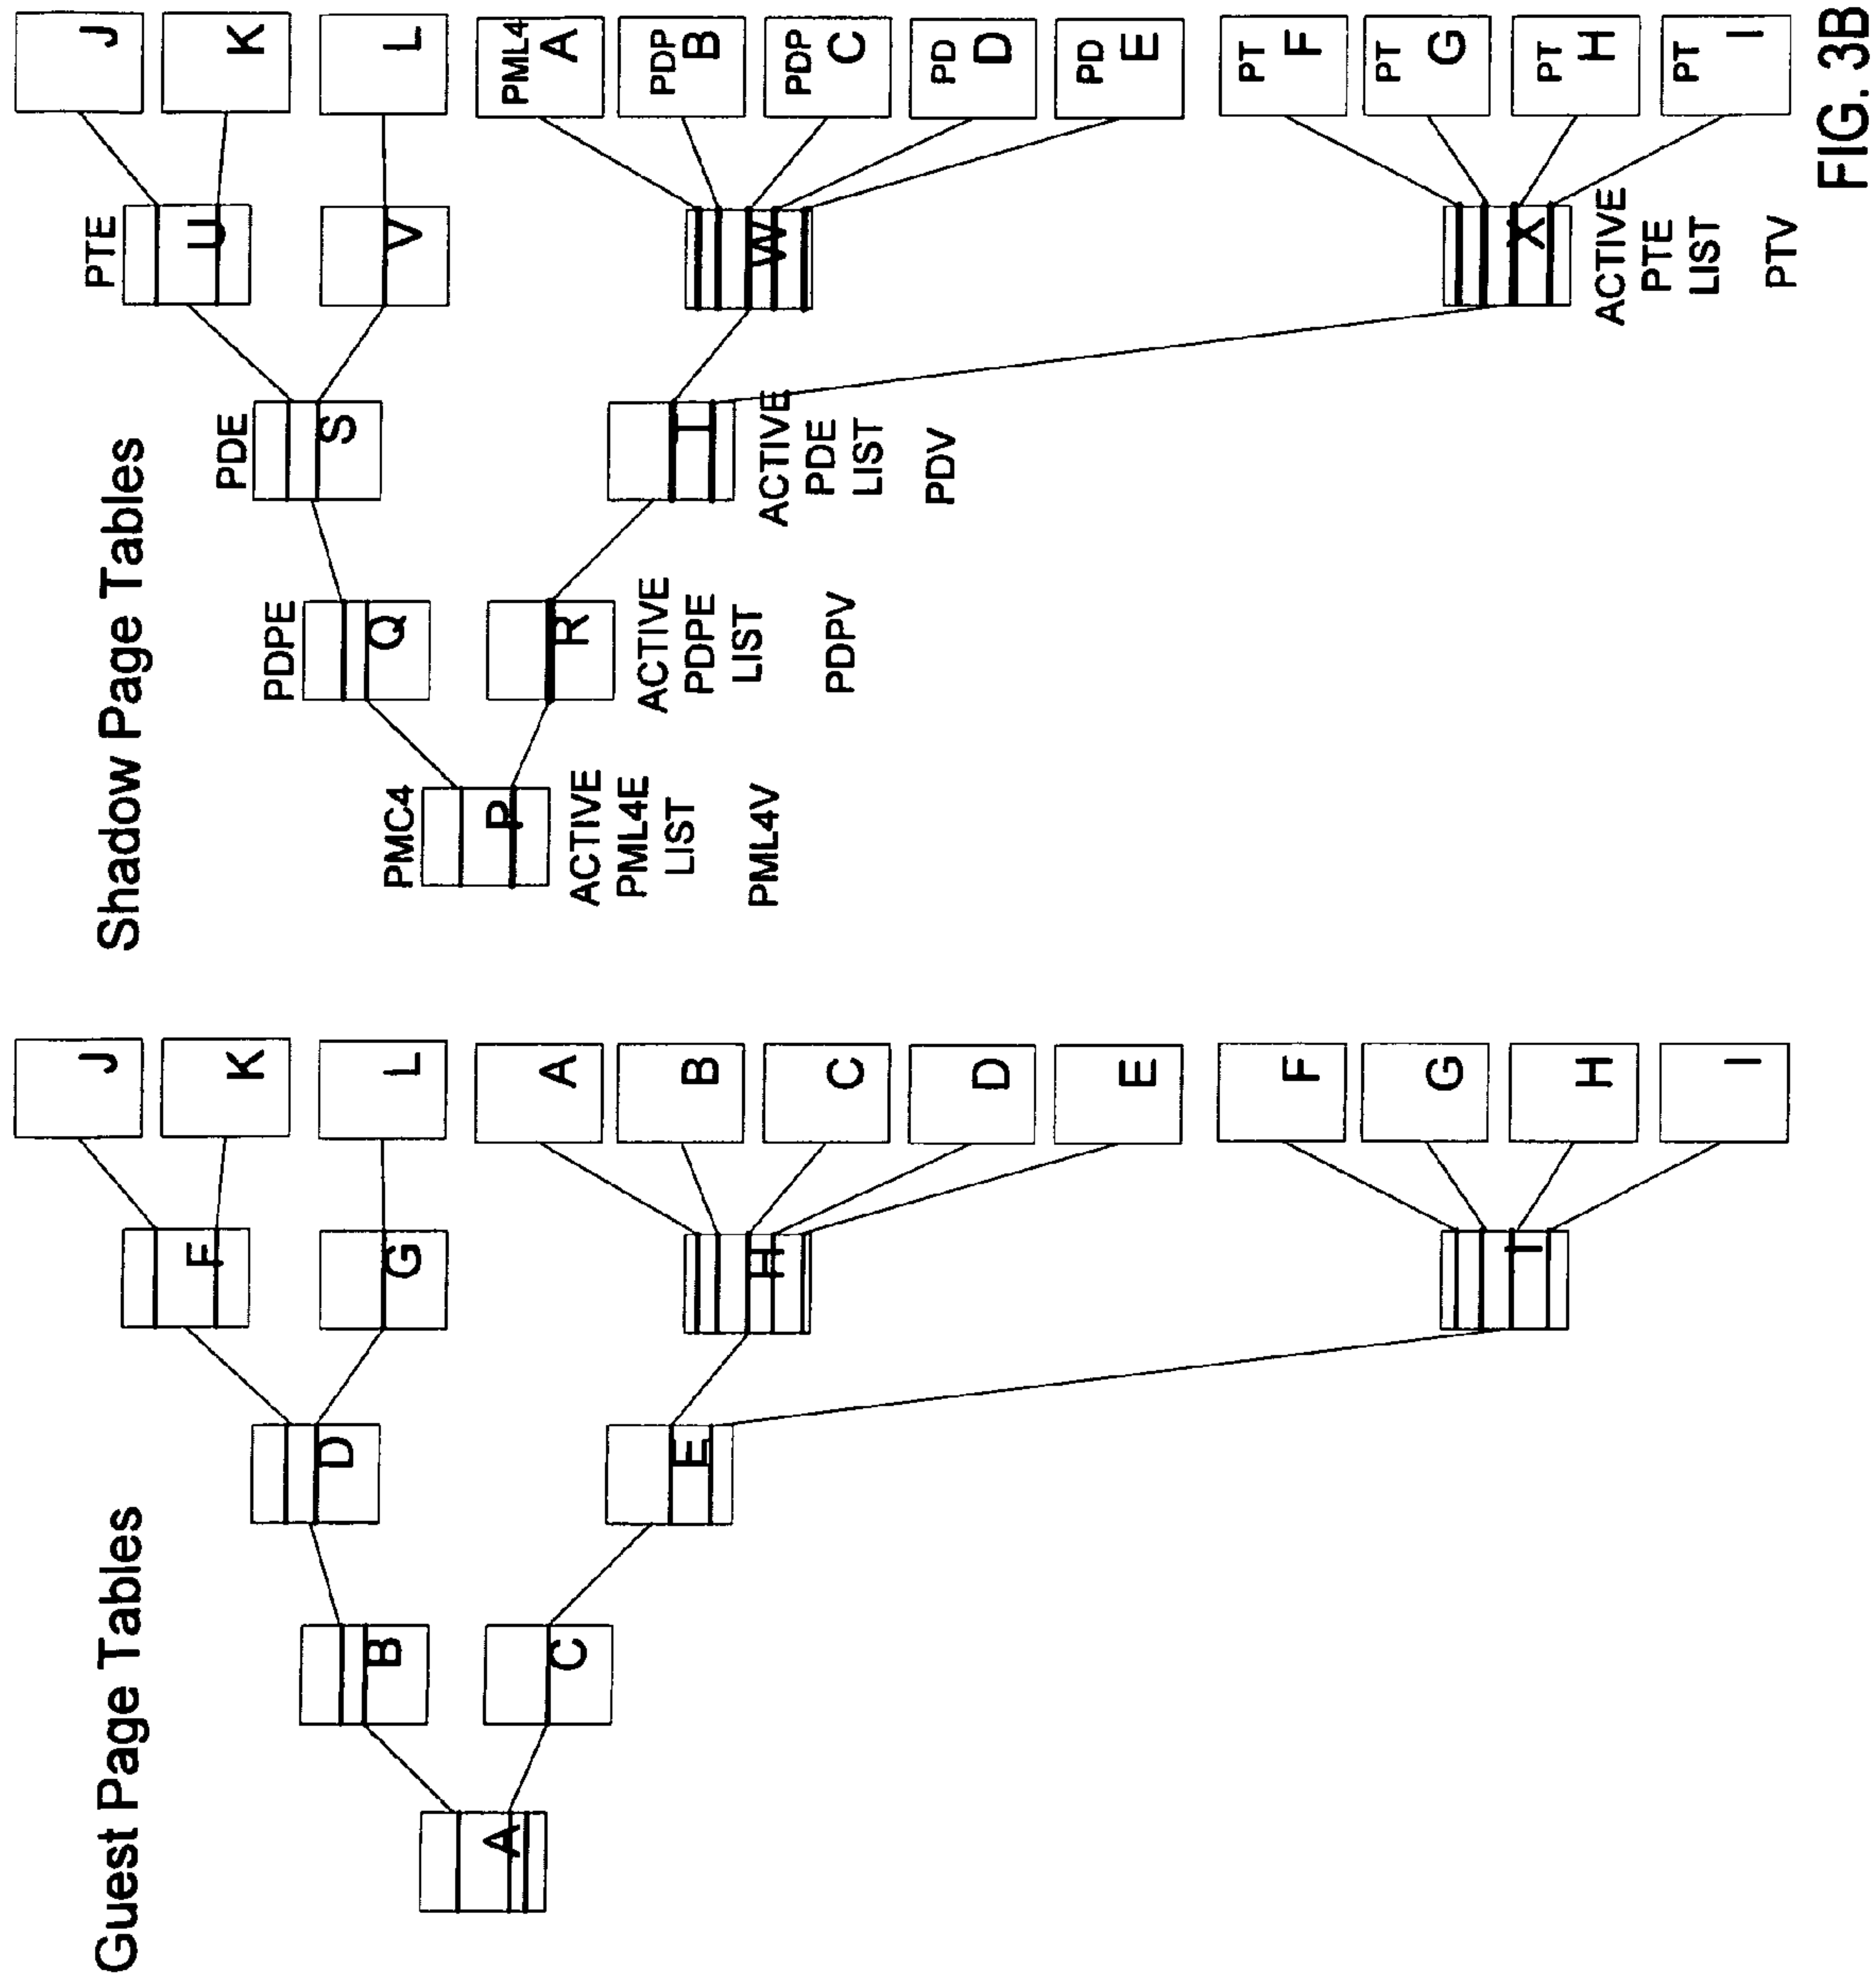 Guest Page Tables
A
B
C
D
E
F
G
H
I
J
K
L
A
B
C
D
E
F
G
H
I
Shadow Page Tables
PMC4
P
ACTIVE
PML4E
LIST
PML4V
PDPE
Q
R
ACTIVE
PDPE
LIST
PDPV
PDE
S
T
ACTIVE
PDE
LIST
PDV
PTE
U
V
W
X
ACTIVE
PTE
LIST
PTV
J
K
L
PML4
A
PDP
B
PDP
C
PD
D
PD
E
PT
F
PT
G
PT
H
PT
I
FIG. 3B